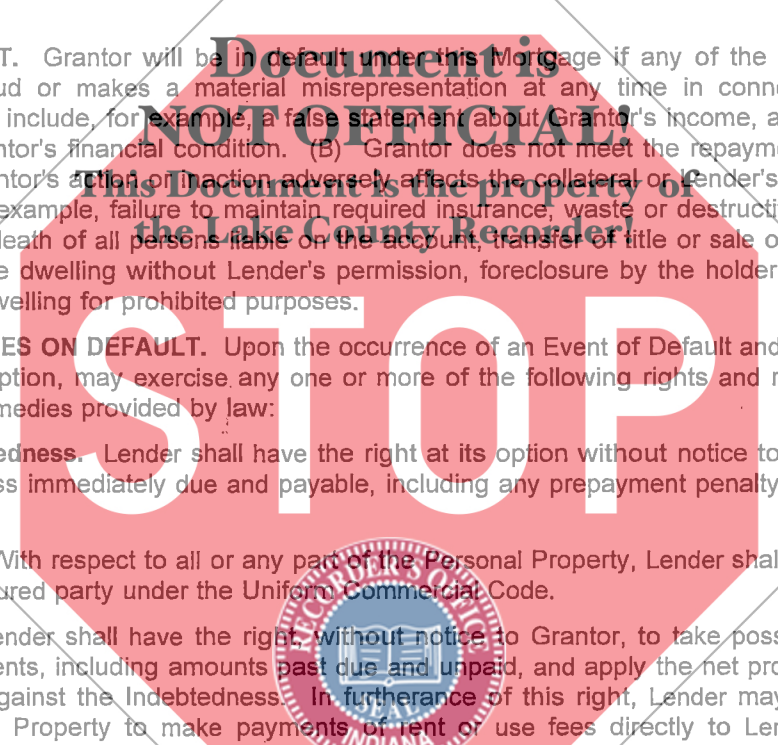 Document is
NOT OFFICIAL!
This Document is the property of
the Lake County Recorder!
T. Grantor will be in default under this Mortgage if any of the
ud or makes a material misrepresentation at any time in conne
include, for example, a false statement about Grantor's income, a
ntor's financial condition. (B) Grantor does not meet the repayme
ntor's action or inaction adversely affects the collateral or Lender's
example, failure to maintain required insurance, waste or destructi
death of all persons liable on the account, transfer of title or sale o
e dwelling without Lender's permission, foreclosure by the holder
welling for prohibited purposes.
ES ON DEFAULT. Upon the occurrence of an Event of Default and
ption, may exercise any one or more of the following rights and r
medies provided by law:
edness. Lender shall have the right at its option without notice to
ss immediately due and payable, including any prepayment penalty
STOP
With respect to all or any part of the Personal Property, Lender shal
ured party under the Uniform Commercial Code.
ender shall have the right, without notice to Grantor, to take poss
ents, including amounts past due and unpaid, and apply the net pro
gainst the Indebtedness. In furtherance of this right, Lender may
Property to make payments of rent or use fees directly to Len
RECORDER'S OFFICE
SEAL
INDIANA